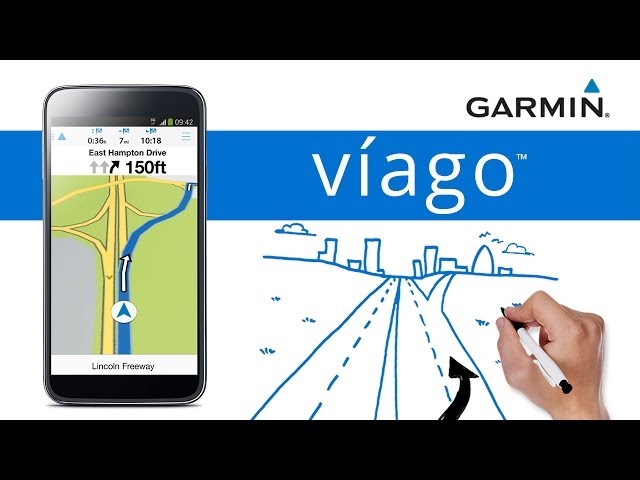 GARMIN®
víago™
09:42
0:36h 7mi 10:18
East Hampton Drive
150ft
Lincoln Freeway